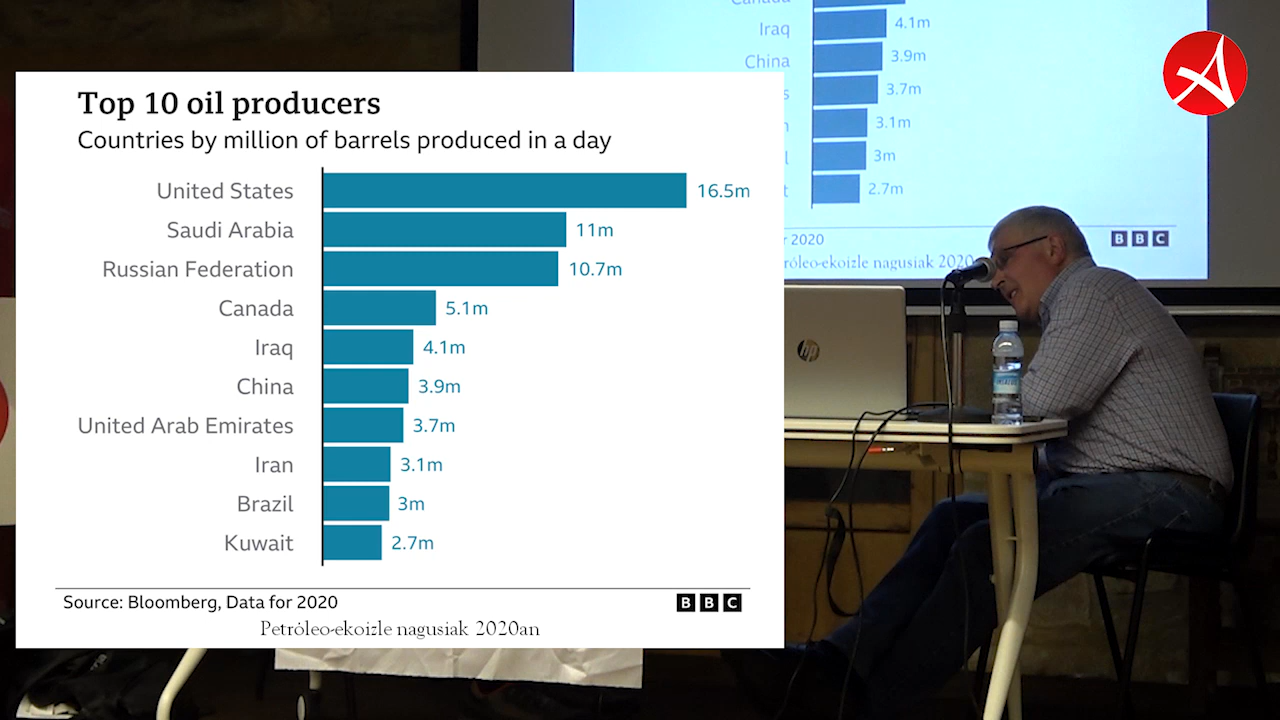 Top 10 oil producers
Countries by million of barrels produced in a day
United States 16.5m
Saudi Arabia 11m
Russian Federation 10.7m
Canada 5.1m
Iraq 4.1m
China 3.9m
United Arab Emirates 3.7m
Iran 3.1m
Brazil 3m
Kuwait 2.7m
Source: Bloomberg, Data for 2020 BBC
Petróleo-ekoizle nagusiak 2020an
Canada
Iraq 4.1m
China 3.9m
3.7m
3.1m
3m
2.7m
2020 BBC
nagusiak 2020
hp